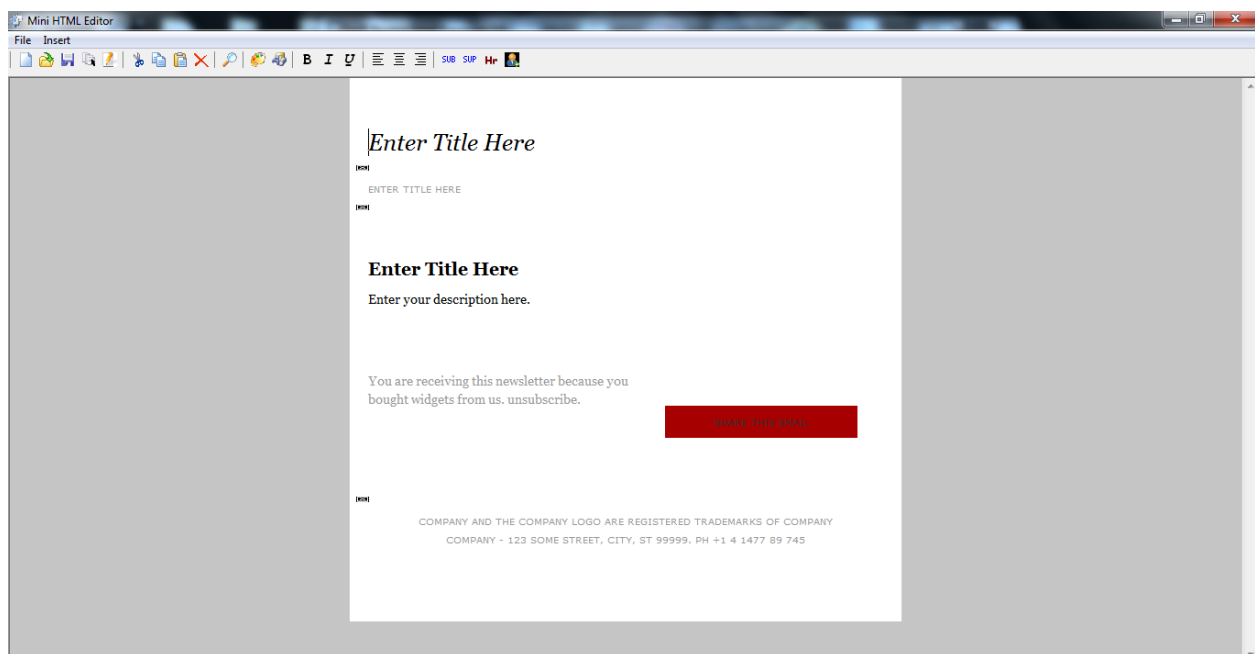 Mini HTML Editor
File Insert
B I U SUB SUP Hr
Enter Title Here
ENTER TITLE HERE
Enter Title Here
Enter your description here.
You are receiving this newsletter because you
bought widgets from us. unsubscribe.
COMPANY AND THE COMPANY LOGO ARE REGISTERED TRADEMARKS OF COMPANY
COMPANY - 123 SOME STREET, CITY, ST 99999. PH +1 4 1477 89 745